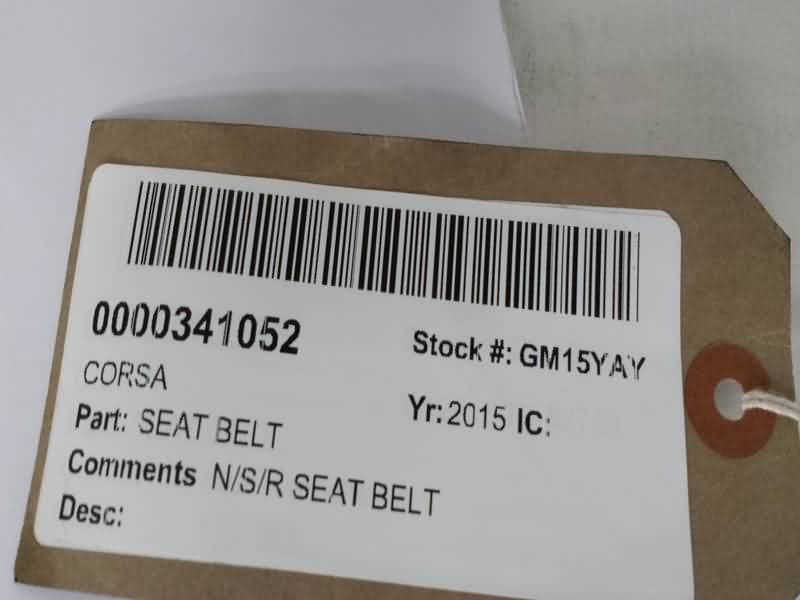 0000341052
Stock #: GM15YAY
CORSA
Yr: 2015 IC:
Part: SEAT BELT
Comments N/S/R SEAT BELT
Desc: